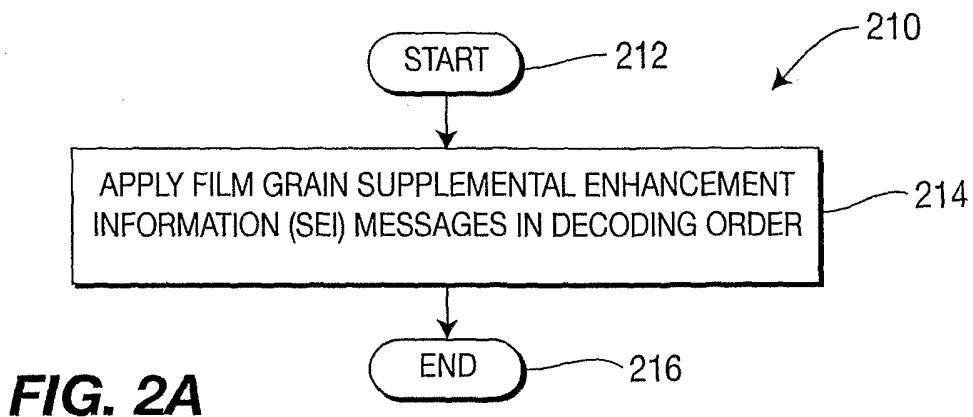 210
START
212
APPLY FILM GRAIN SUPPLEMENTAL ENHANCEMENT
INFORMATION (SEI) MESSAGES IN DECODING ORDER
214
END
216
FIG. 2A